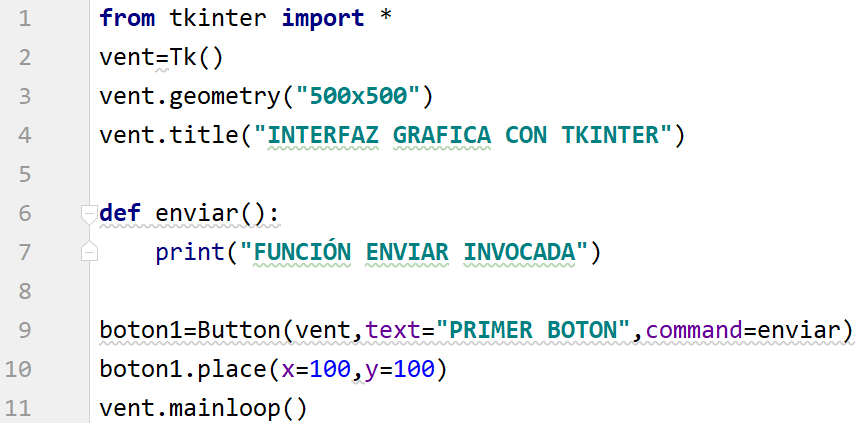 1 from tkinter import *
2 vent=Tk()
3 vent.geometry("500x500")
4 vent.title("INTERFAZ GRAFICA CON TKINTER")
5
6 def enviar():
7     print("FUNCIÓN ENVIAR INVOCADA")
8
9 boton1=Button(vent,text="PRIMER BOTON",command=enviar)
10 boton1.place(x=100,y=100)
11 vent.mainloop()